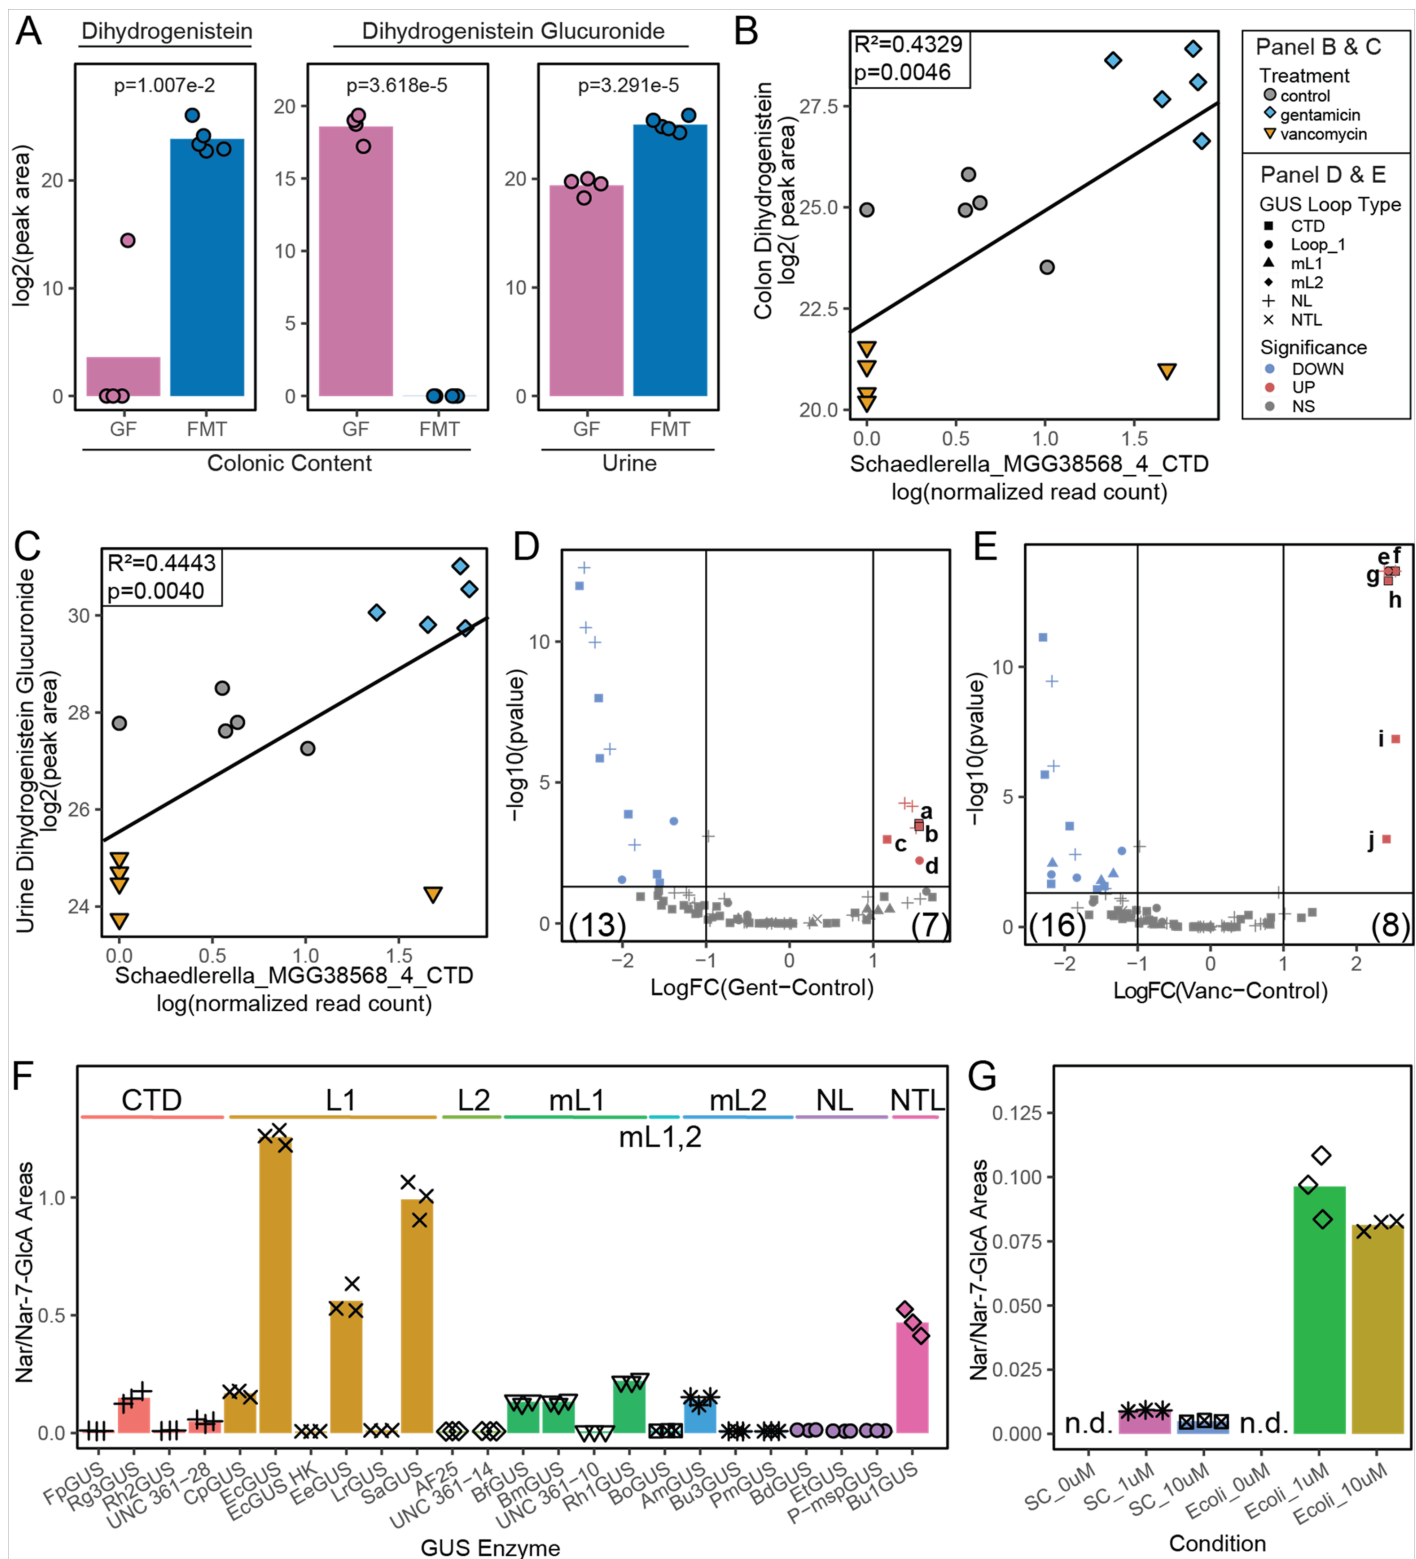 A
Dihydrogenistein
Dihydrogenistein Glucuronide
p=1.007e-2
p=3.618e-5
p=3.291e-5
log2(peak area)
20
10
0
20
15
10
5
0
20
10
0
GF
FMT
GF
FMT
GF
FMT
Colonic Content
Urine
B
R²=0.4329
p=0.0046
Colon Dihydrogenistein
log2( peak area)
27.5
25.0
22.5
20.0
0.0
0.5
1.0
1.5
Schaedlerella_MGG38568_4_CTD
log(normalized read count)
Panel B & C
Treatment
control
gentamicin
vancomycin
Panel D & E
GUS Loop Type
CTD
Loop_1
mL1
mL2
NL
NTL
Significance
DOWN
UP
NS
C
R²=0.4443
p=0.0040
Urine Dihydrogenistein Glucuronide
log2(peak area)
30
28
26
24
0.0
0.5
1.0
1.5
Schaedlerella_MGG38568_4_CTD
log(normalized read count)
D
−log10(pvalue)
10
5
0
a
b
c
d
(13)
(7)
−2
−1
0
1
LogFC(Gent−Control)
E
−log10(pvalue)
10
5
0
e f
g
h
i
j
(16)
(8)
−2
−1
0
1
2
LogFC(Vanc−Control)
F
CTD
L1
L2
mL1
mL2
NL
NTL
mL1,2
Nar/Nar-7-GlcA Areas
1.0
0.5
0.0
FpGUS
Rg3GUS
Rh2GUS
UNC 361−28
CpGUS
EcGUS
EcGUS HK
EeGUS
LrGUS
SaGUS
AF25
UNC 361−14
BfGUS
BmGUS
UNC 361−10
Rh1GUS
BoGUS
AmGUS
Bu3GUS
PmGUS
BdGUS
EtGUS
P−mspGUS
Bu1GUS
GUS Enzyme
G
Nar/Nar-7-GlcA Areas
0.125
0.100
0.075
0.050
0.025
0.000
n.d.
n.d.
SC_0uM
SC_1uM
SC_10uM
Ecoli_0uM
Ecoli_1uM
Ecoli_10uM
Condition